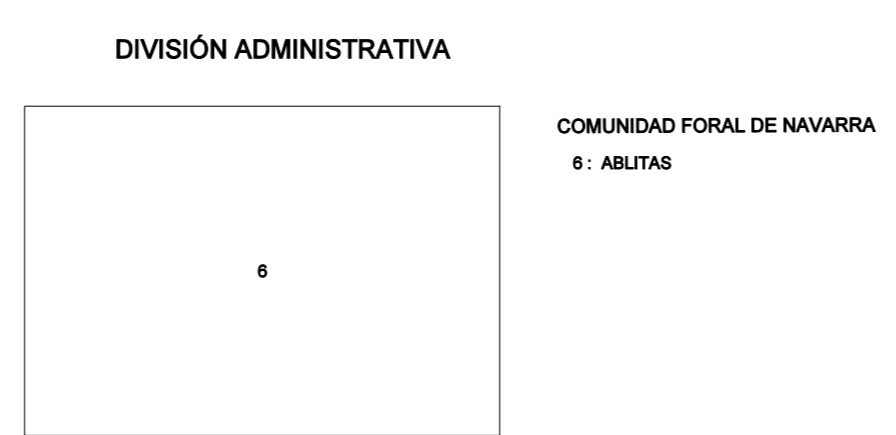 DIVISIÓN ADMINISTRATIVA
COMUNIDAD FORAL DE NAVARRA
6 : ABLITAS
6